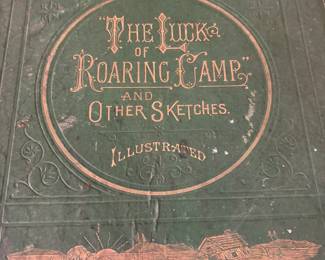 "THE LUCK
OF
ROARING CAMP,"
AND
OTHER SKETCHES.
ILLUSTRATED